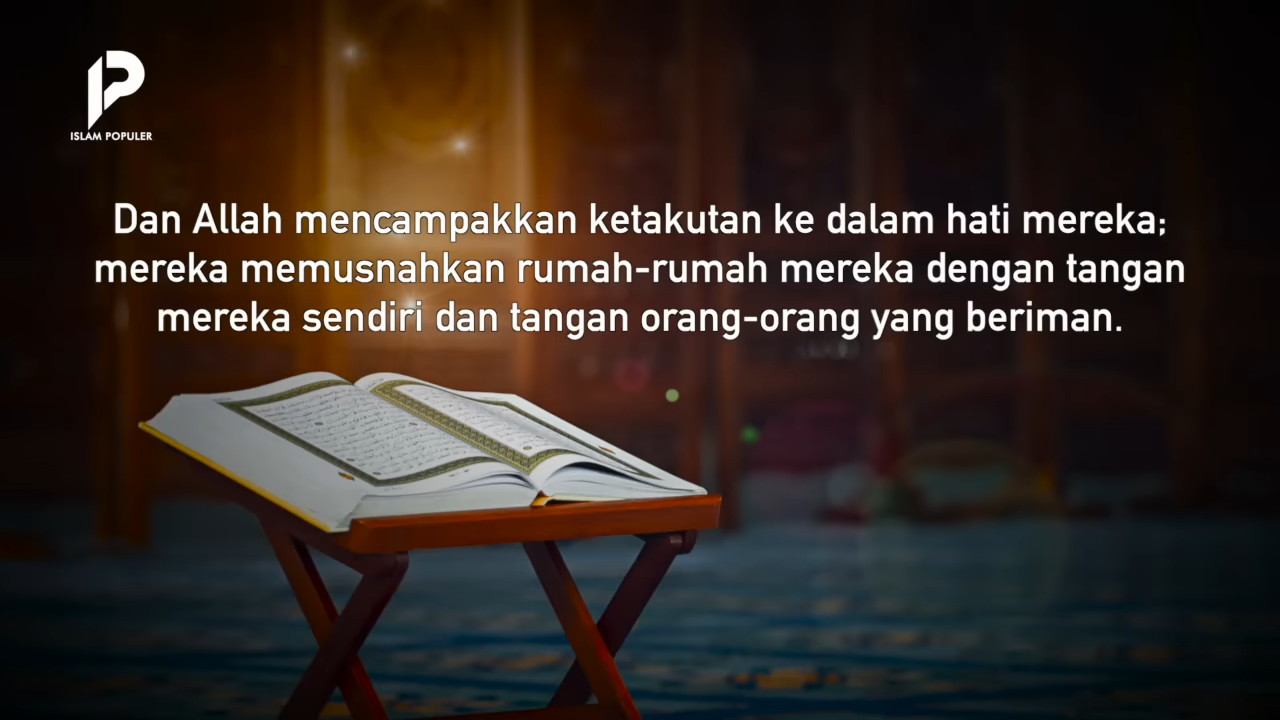 ISLAM POPULER
Dan Allah mencampakkan ketakutan ke dalam hati mereka;
mereka memusnahkan rumah-rumah mereka dengan tangan
mereka sendiri dan tangan orang-orang yang beriman.